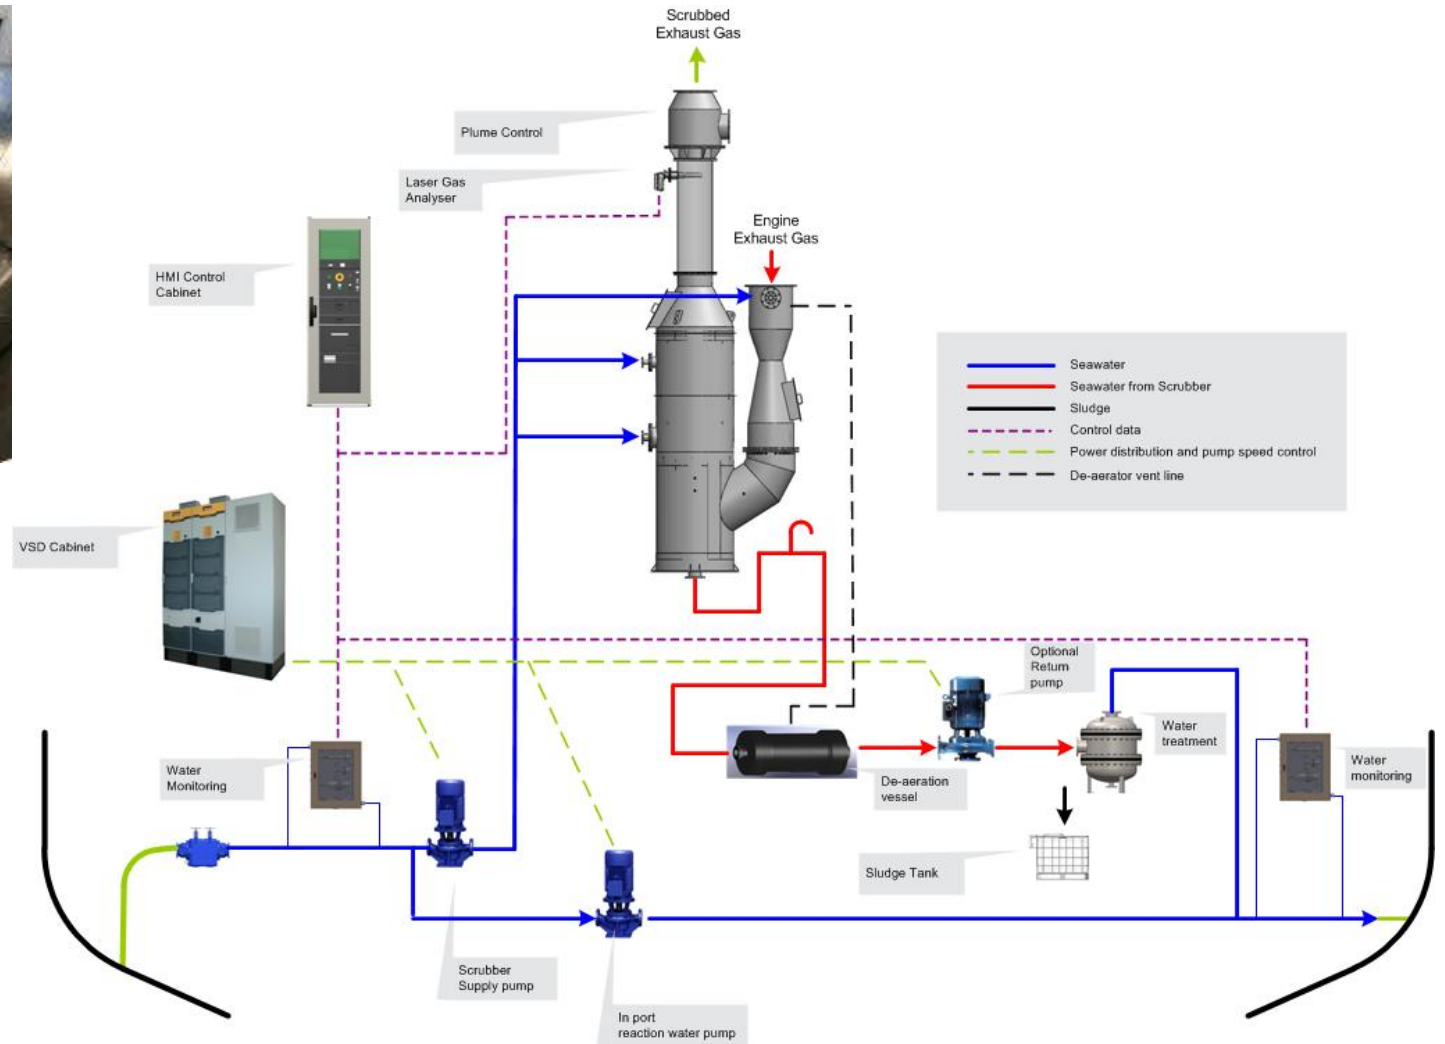 Scrubbed
Exhaust Gas
Plume Control
Laser Gas
Analyser
Engine
Exhaust Gas
HMI Control
Cabinet
Seawater
Seawater from Scrubber
Sludge
Control data
Power distribution and pump speed control
De-aerator vent line
VSD Cabinet
Optional
Return
pump
Water
treatment
Water
Monitoring
Water
monitoring
De-aeration
vessel
Sludge Tank
Scrubber
Supply pump
In port
reaction water pump